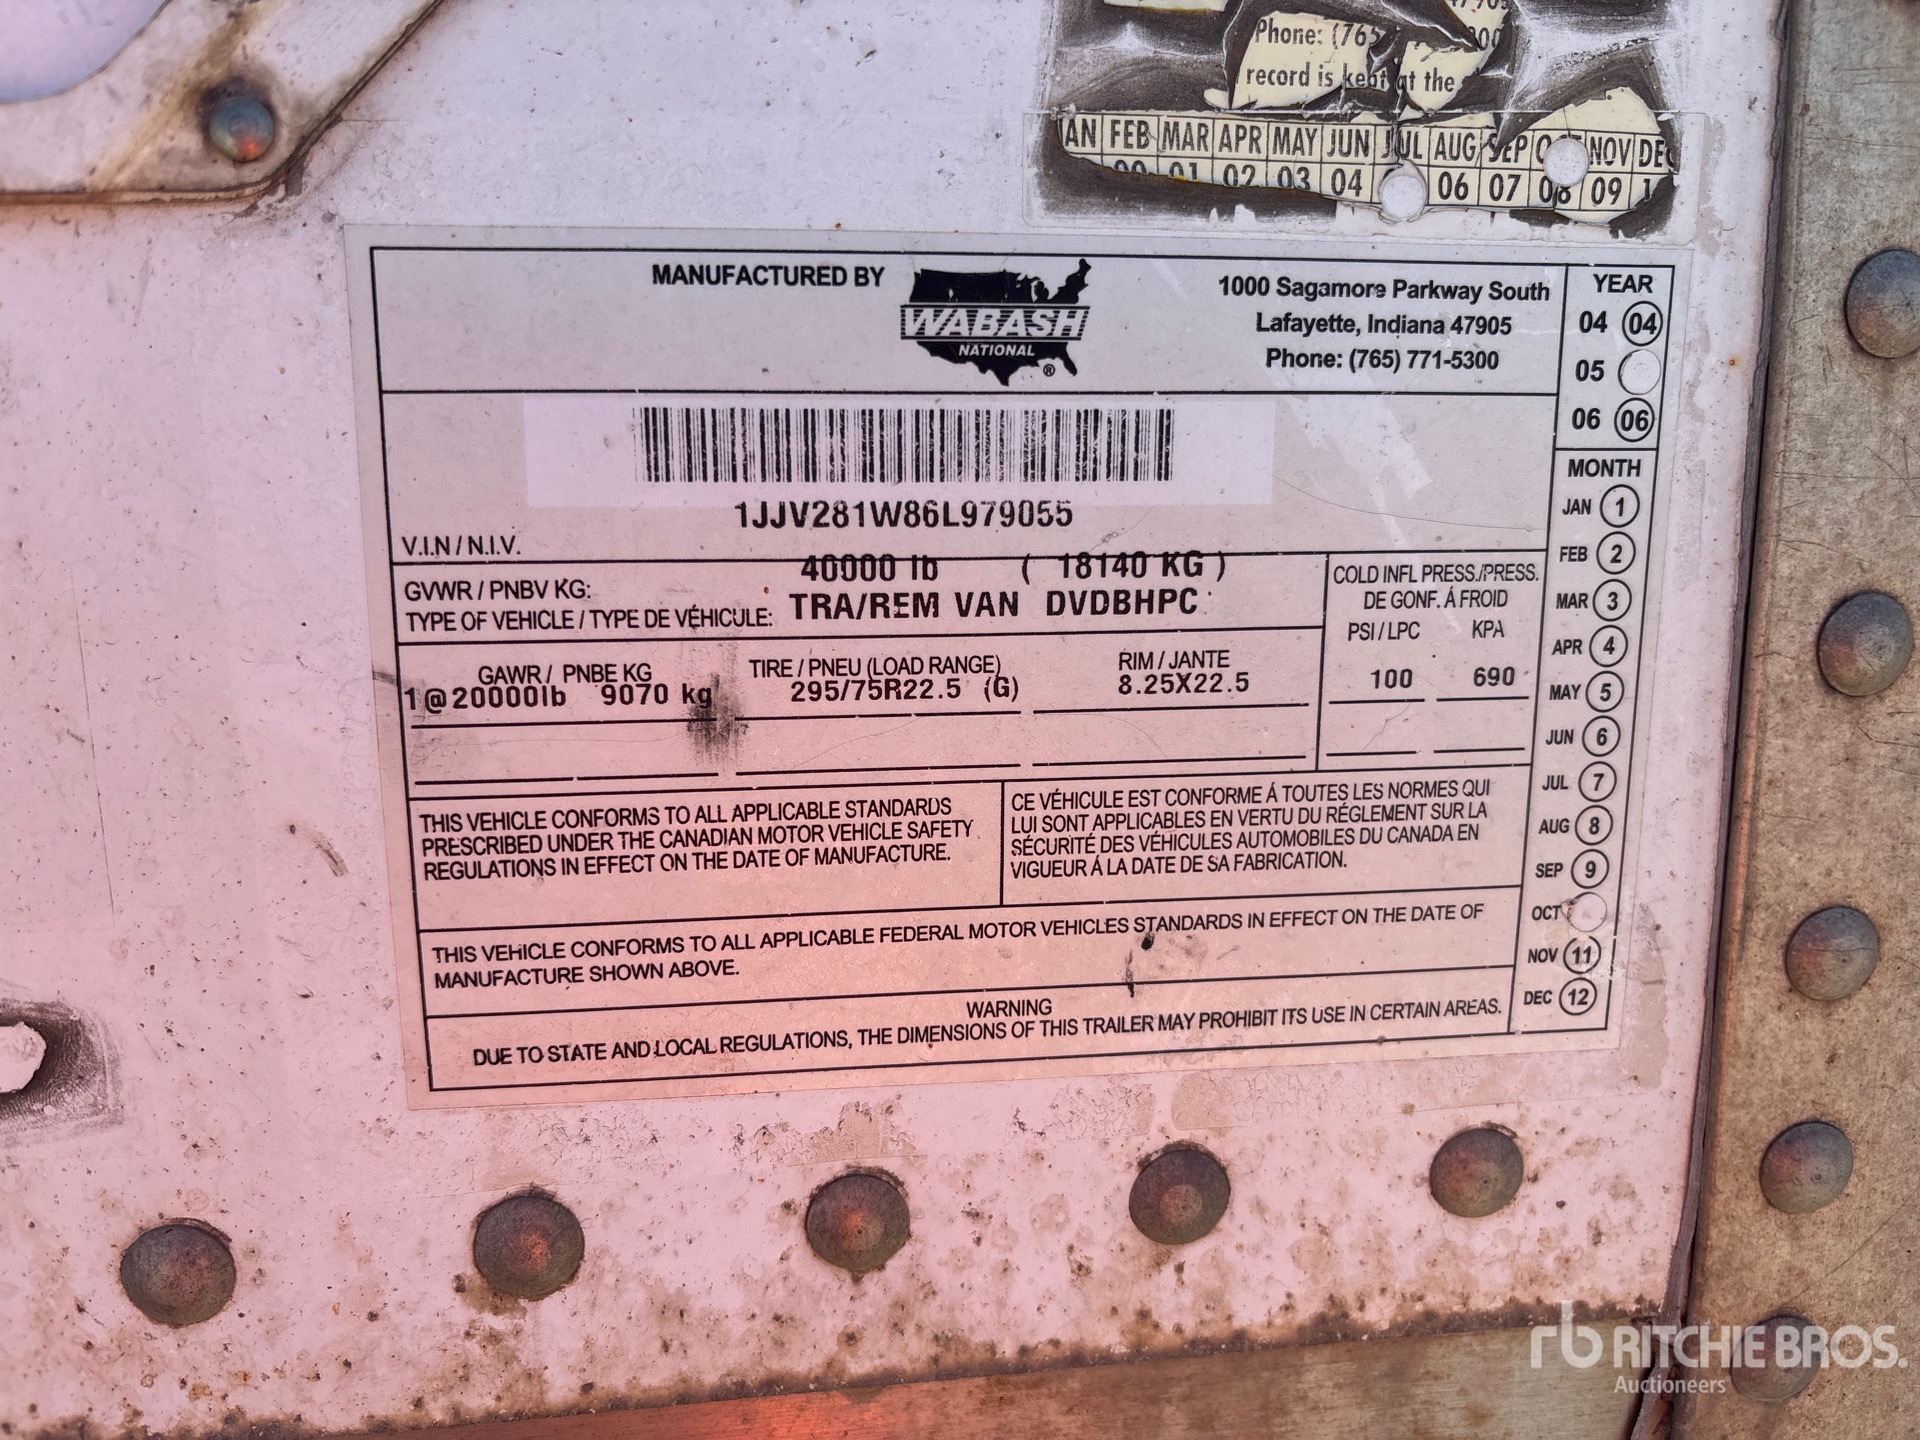 Phone: (765
record is kept at the
FEB MAR APR MAY JUN JUL AUG SEP NOV
00 01 02 03 04 06 07 08 09
MANUFACTURED BY
WABASH
NATIONAL
®
1000 Sagamore Parkway South
Lafayette, Indiana 47905
Phone: (765) 771-5300
YEAR
04 04
05
06 06
1JJV281W86L979055
V.I.N / N.I.V.
GVWR / PNBV KG: 40000 lb ( 18140 KG )
TYPE OF VEHICLE / TYPE DE VÉHICULE: TRA/REM VAN DVDBHPC
COLD INFL PRESS./PRESS.
DE GONF. Á FROID
PSI / LPC KPA
100 690
GAWR / PNBE KG TIRE / PNEU (LOAD RANGE) RIM / JANTE
1@20000lb 9070 kg 295/75R22.5 (G) 8.25X22.5
THIS VEHICLE CONFORMS TO ALL APPLICABLE STANDARDS
PRESCRIBED UNDER THE CANADIAN MOTOR VEHICLE SAFETY
REGULATIONS IN EFFECT ON THE DATE OF MANUFACTURE.
CE VÉHICULE EST CONFORME Á TOUTES LES NORMES QUI
LUI SONT APPLICABLES EN VERTU DU RÉGLEMENT SUR LA
SÉCURITÉ DES VÉHICULES AUTOMOBILES DU CANADA EN
VIGUEUR Á LA DATE DE SA FABRICATION.
THIS VEHICLE CONFORMS TO ALL APPLICABLE FEDERAL MOTOR VEHICLES STANDARDS IN EFFECT ON THE DATE OF
MANUFACTURE SHOWN ABOVE.
WARNING
DUE TO STATE AND LOCAL REGULATIONS, THE DIMENSIONS OF THIS TRAILER MAY PROHIBIT ITS USE IN CERTAIN AREAS.
MONTH
JAN 1
FEB 2
MAR 3
APR 4
MAY 5
JUN 6
JUL 7
AUG 8
SEP 9
OCT
NOV 11
DEC 12
rb RITCHIE BROS.
Auctioneers